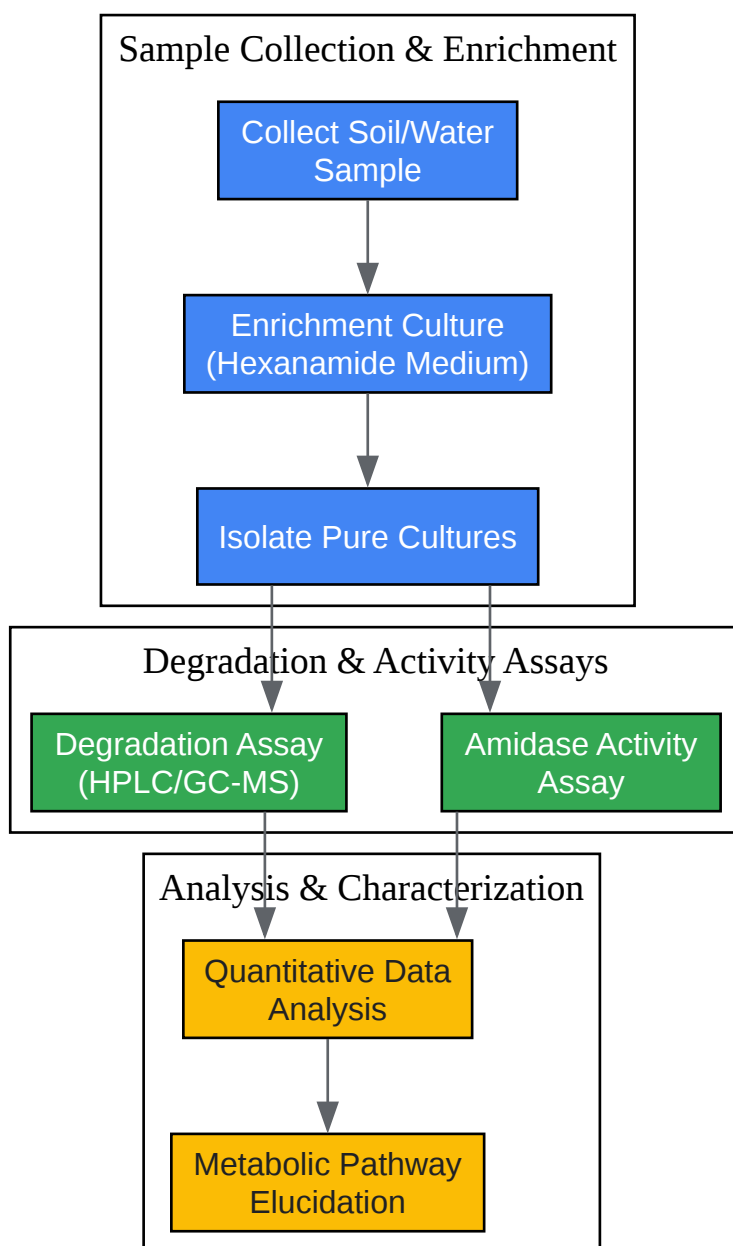 Sample Collection & Enrichment
Collect Soil/Water
Sample
Enrichment Culture
(Hexanamide Medium)
Isolate Pure Cultures
Degradation & Activity Assays
Degradation Assay
(HPLC/GC-MS)
Amidase Activity
Assay
Analysis & Characterization
Quantitative Data
Analysis
Metabolic Pathway
Elucidation